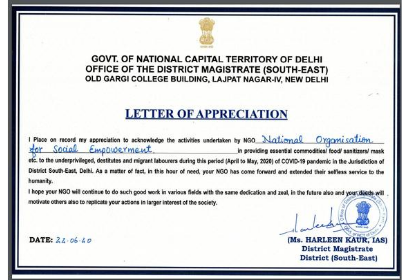 GOVT. OF NATIONAL CAPITAL TERRITORY OF DELHI
OFFICE OF THE DISTRICT MAGISTRATE (SOUTH-EAST)
OLD GARGI COLLEGE BUILDING, LAJPAT NAGAR-IV, NEW DELHI
LETTER OF APPRECIATION
I Place on record my appreciation to acknowledge the activities undertaken by NGO National Organisation
for Social Empowerment in providing essential commodities/ food/ sanitizers/ mask
etc. to the underprivileged, destitutes and migrant labourers during this period (April to May, 2020) of COVID-19 pandemic in the Jurisdiction of
District South-East, Delhi. As a matter of fact, in this hour of need, your NGO has come forward and extended their selfless service to the
humanity.
I hope your NGO will continue to do such good work in various fields with the same dedication and zeal, in the future also and your deeds will
motivate others also to replicate your actions in larger interest of the society.
DATE:
(Ms. HARLEEN KAUR, IAS)
District Magistrate
District (South-East)